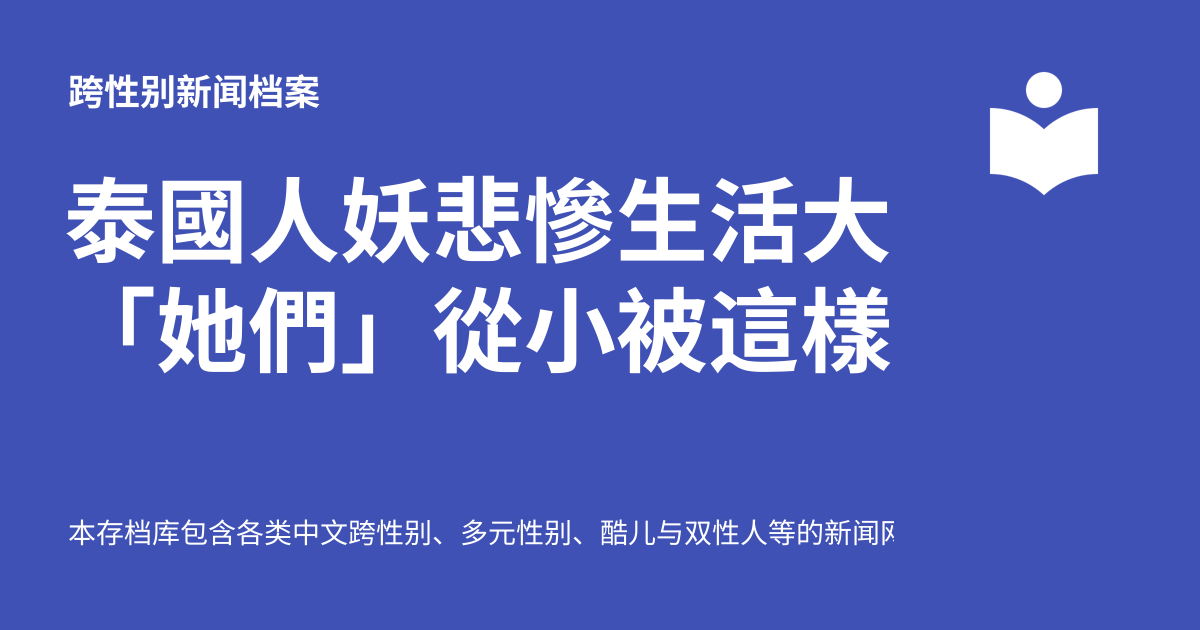 跨性别新闻档案
泰國人妖悲慘生活大
「她們」從小被這樣
本存档库包含各类中文跨性别、多元性别、酷儿与双性人等的新闻网